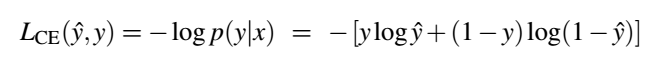 L_CE(ŷ, y) = − log p(y|x) = − [y log ŷ + (1 − y) log(1 − ŷ)]